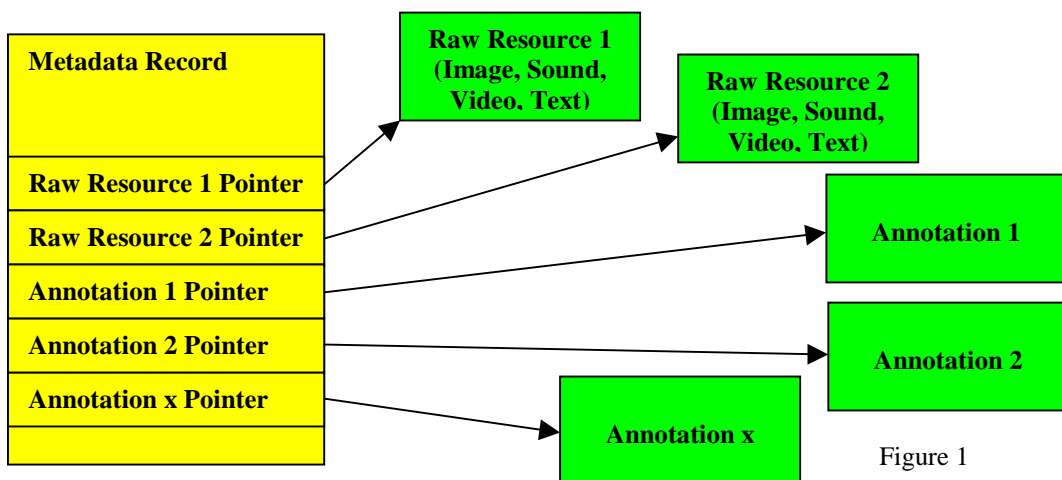 Metadata Record
Raw Resource 1 Pointer
Raw Resource 2 Pointer
Annotation 1 Pointer
Annotation 2 Pointer
Annotation x Pointer
Raw Resource 1
(Image, Sound,
Video, Text)
Raw Resource 2
(Image, Sound,
Video, Text)
Annotation 1
Annotation 2
Annotation x
Figure 1